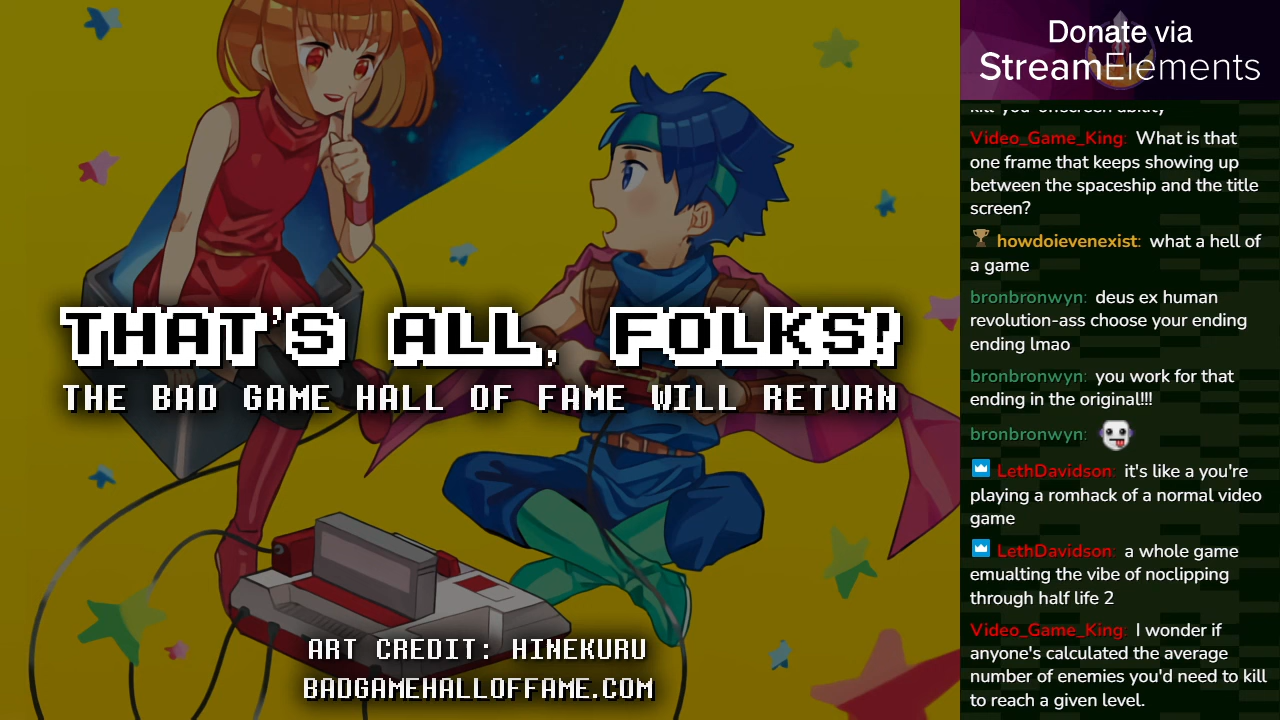 THAT'S ALL, FOLKS!
THE BAD GAME HALL OF FAME WILL RETURN
ART CREDIT: HINEKURU
BADGAMEHALLOFFAME.COM
Donate via
StreamElements
kill-you-onscreen ability
Video_Game_King: What is that
one frame that keeps showing up
between the spaceship and the title
screen?
howdoievenexist: what a hell of
a game
bronbronwyn: deus ex human
revolution-ass choose your ending
ending lmao
bronbronwyn: you work for that
ending in the original!!!
bronbronwyn:
LethDavidson: it's like a you're
playing a romhack of a normal video
game
LethDavidson: a whole game
emualting the vibe of noclipping
through half life 2
Video_Game_King: I wonder if
anyone's calculated the average
number of enemies you'd need to kill
to reach a given level.